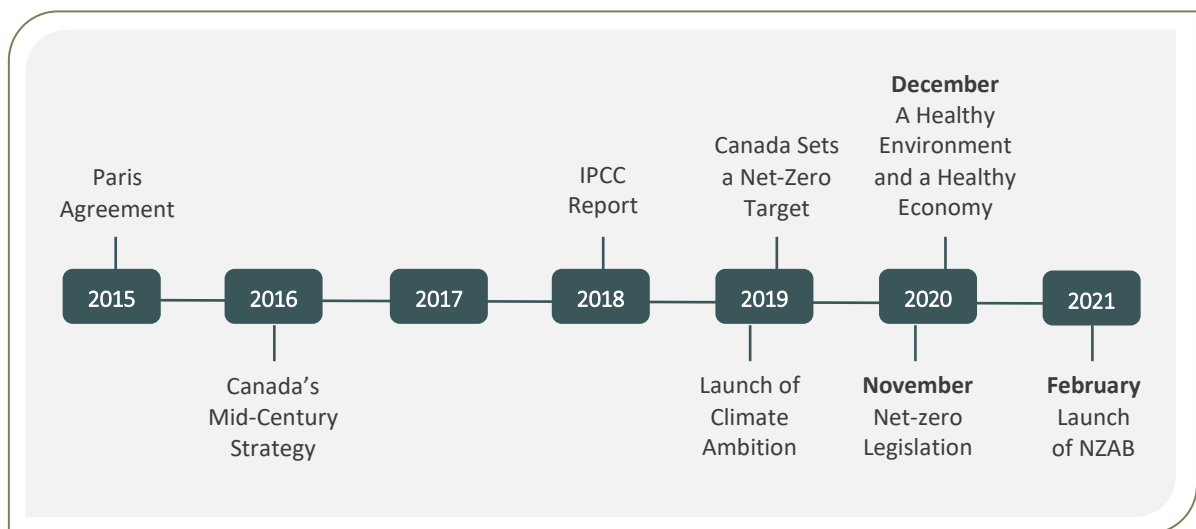 December
A Healthy
Environment
and a Healthy
Economy
Canada Sets
a Net-Zero
Target
IPCC
Report
Paris
Agreement
2015
2016
2017
2018
2019
2020
2021
Canada’s
Mid-Century
Strategy
Launch of
Climate
Ambition
November
Net-zero
Legislation
February
Launch
of NZAB